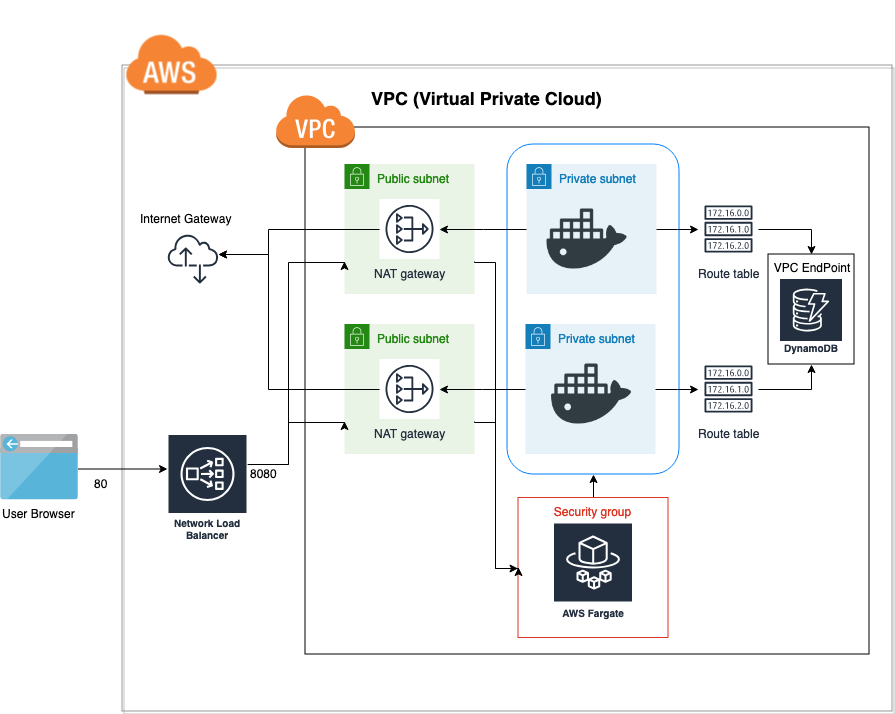 AWS
VPC (Virtual Private Cloud)
VPC
Public subnet
Private subnet
Internet Gateway
172.16.0.0
172.16.1.0
172.16.2.0
NAT gateway
Route table
VPC EndPoint
DynamoDB
Public subnet
Private subnet
172.16.0.0
172.16.1.0
172.16.2.0
NAT gateway
Route table
80
8080
User Browser
Network Load
Balancer
Security group
AWS Fargate